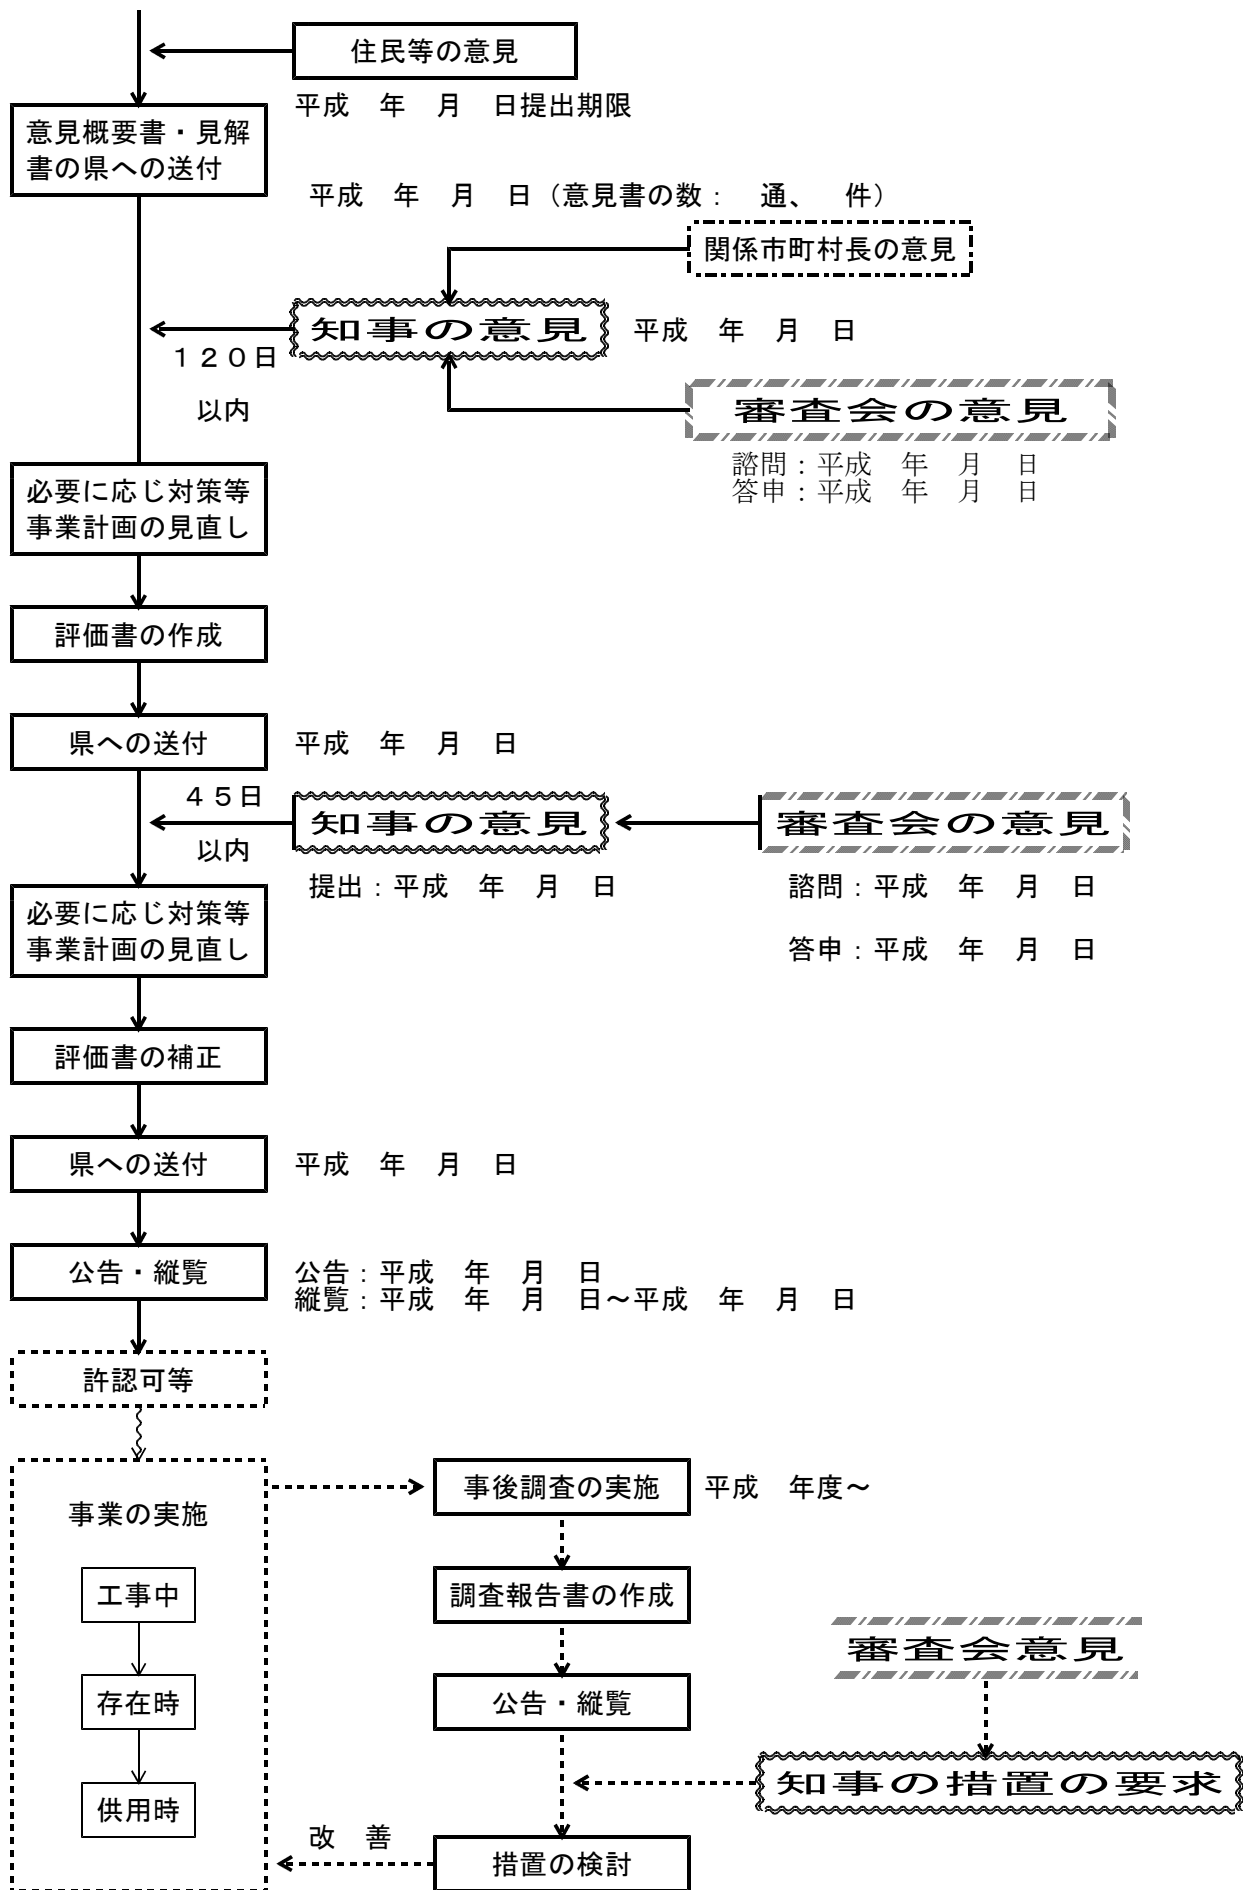 住民等の意見
平成　年　月　日提出期限
意見概要書・見解
書の県への送付
平成　年　月　日（意見書の数：　通、　件）
関係市町村長の意見
知事の意見
平成　年　月　日
１２０日
以内
審査会の意見
諮問：平成　年　月　日
答申：平成　年　月　日
必要に応じ対策等
事業計画の見直し
評価書の作成
県への送付
平成　年　月　日
４５日
以内
知事の意見
審査会の意見
提出：平成　年　月　日
諮問：平成　年　月　日
答申：平成　年　月　日
必要に応じ対策等
事業計画の見直し
評価書の補正
県への送付
平成　年　月　日
公告・縦覧
公告：平成　年　月　日
縦覧：平成　年　月　日～平成　年　月　日
許認可等
事業の実施
工事中
存在時
供用時
事後調査の実施
平成　年度～
調査報告書の作成
審査会意見
公告・縦覧
知事の措置の要求
改　善
措置の検討